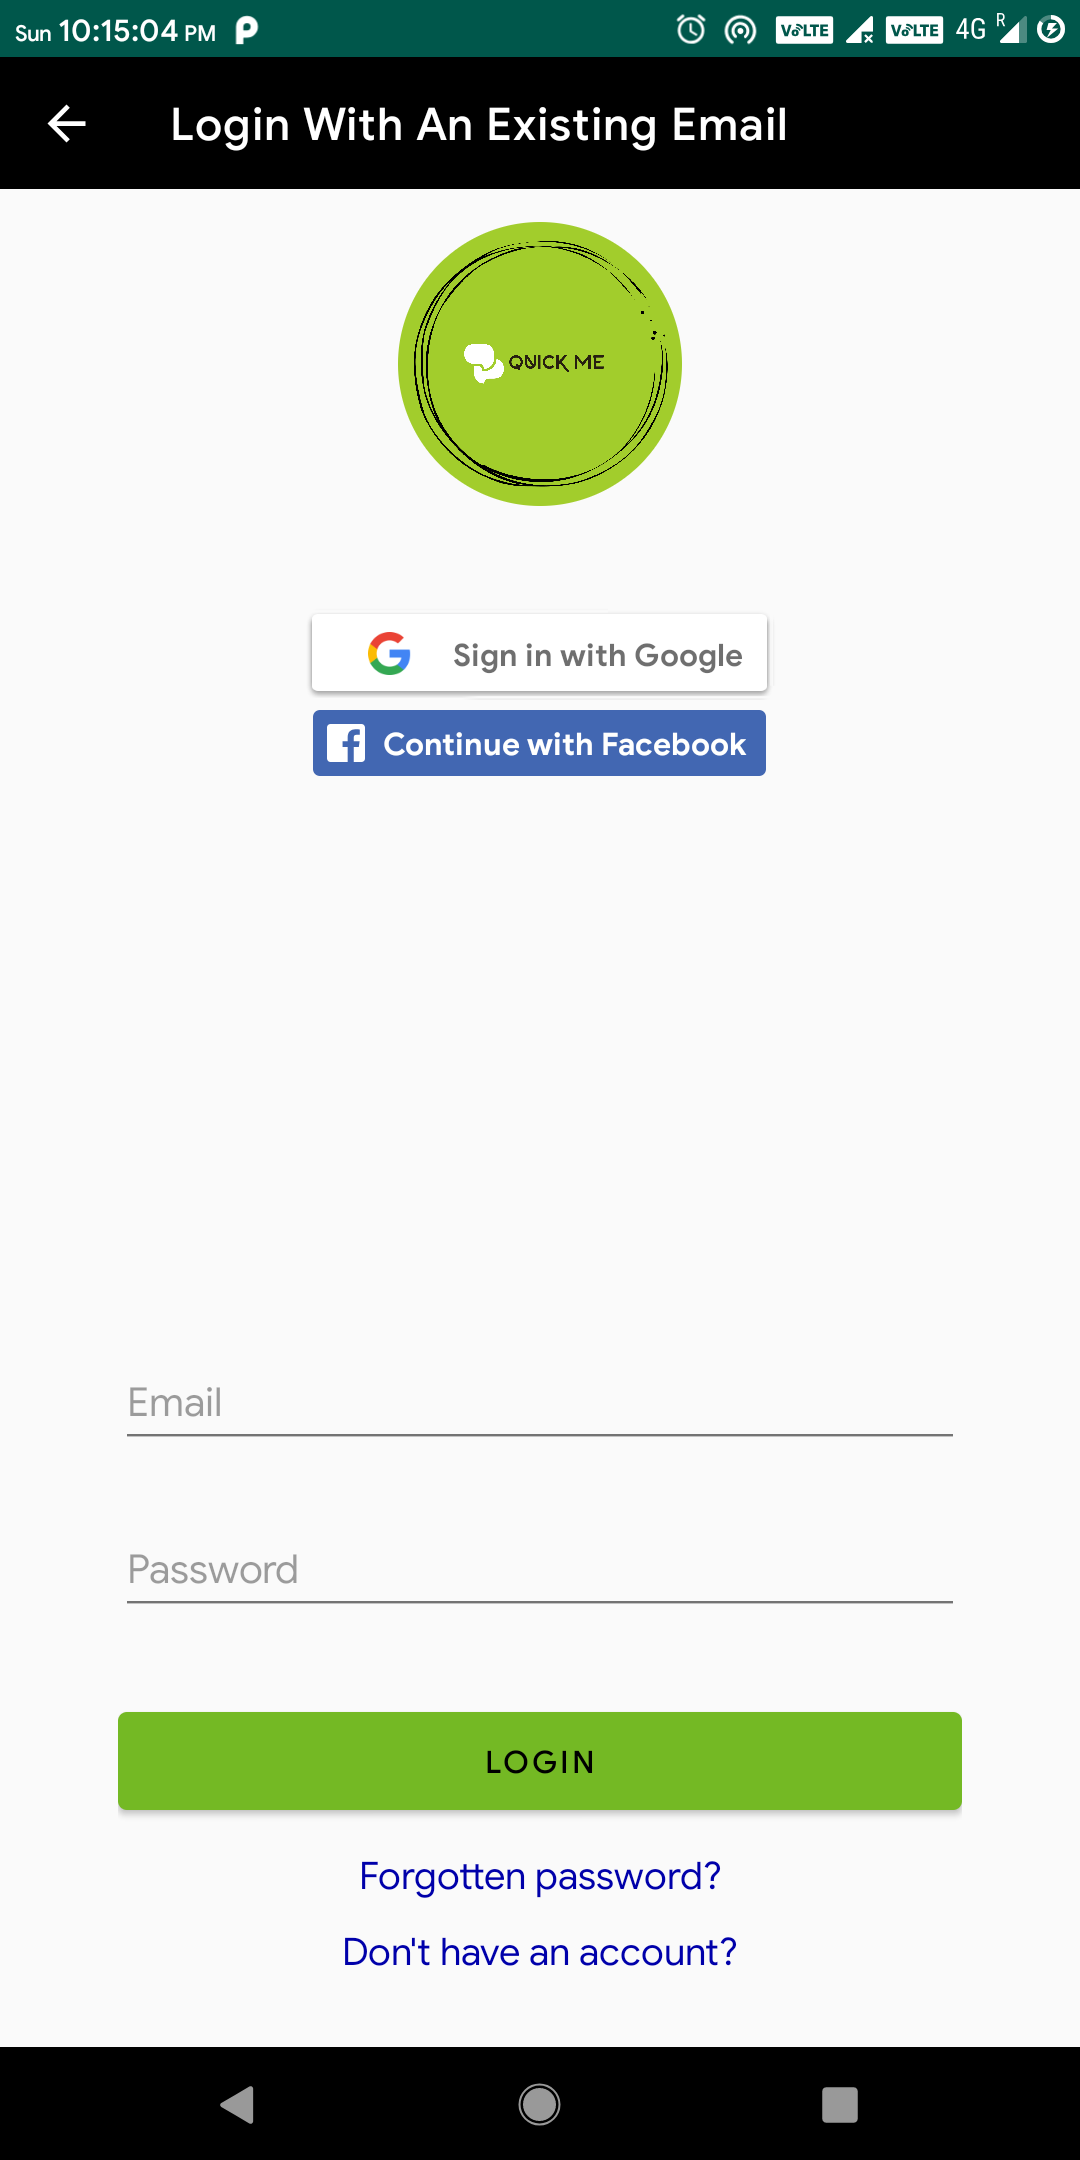 Sun 10:15:04 PM VoLTE VoLTE 4G R
Login With An Existing Email
QUICK ME
Sign in with Google
Continue with Facebook
Email
Password
LOGIN
Forgotten password?
Don't have an account?